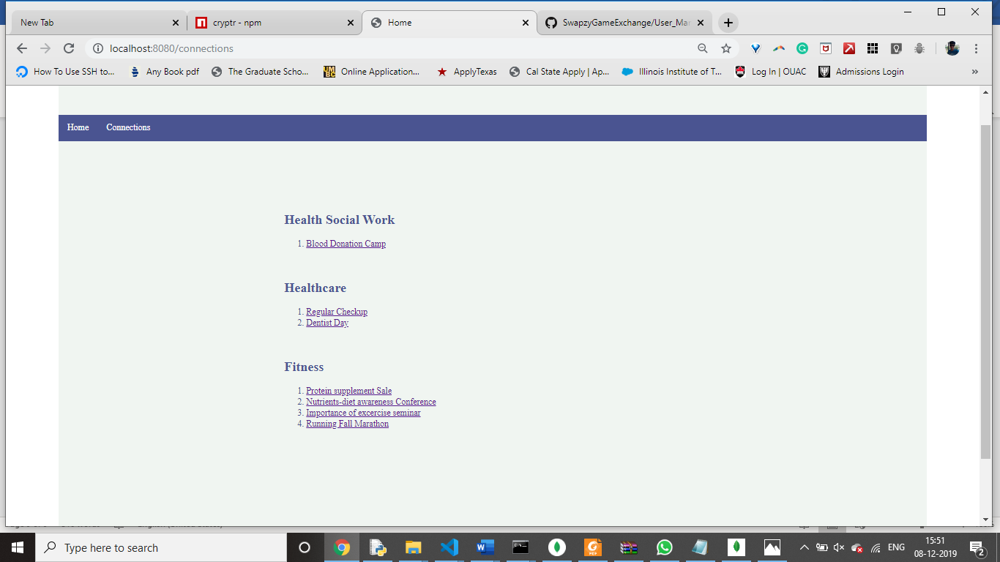 New Tab
cryptr - npm
Home
SwapzyGameExchange/User_Mar
localhost:8080/connections
How To Use SSH to...
Any Book pdf
The Graduate Scho...
Online Application...
ApplyTexas
Cal State Apply | Ap...
Illinois Institute of T...
Log In | OUAC
Admissions Login
»
Home
Connections
Health Social Work
1. Blood Donation Camp
Healthcare
1. Regular Checkup
2. Dentist Day
Fitness
1. Protein supplement Sale
2. Nutrients-diet awareness Conference
3. Importance of excercise seminar
4. Running Fall Marathon
Type here to search
ENG
15:51
08-12-2019
2